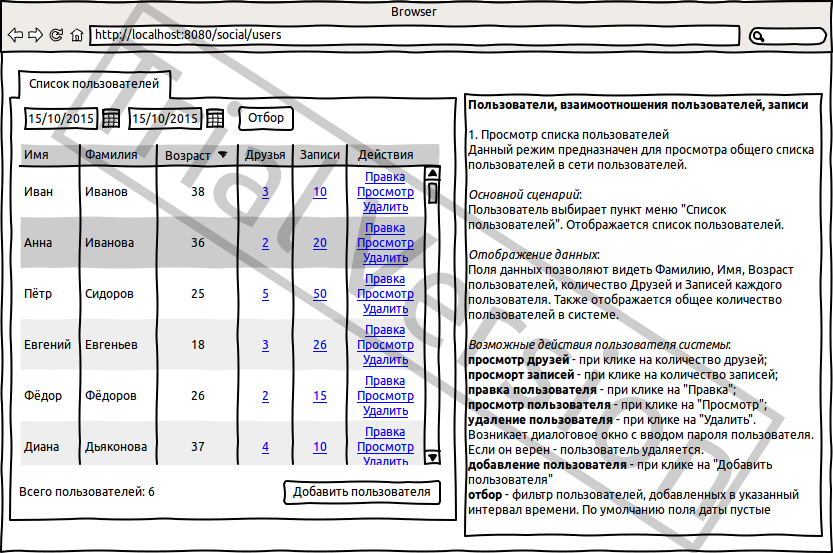 Browser
http://localhost:8080/social/users
Список пользователей
15/10/2015 15/10/2015 Отбор
Имя Фамилия Возраст Друзья Записи Действия
Иван Иванов 38 3 10 Правка Просмотр Удалить
Анна Иванова 36 2 20 Правка Просмотр Удалить
Пётр Сидоров 25 5 50 Правка Просмотр Удалить
Евгений Евгеньев 18 3 26 Правка Просмотр Удалить
Фёдор Фёдоров 26 2 15 Правка Просмотр Удалить
Диана Дьяконова 37 4 10 Правка Просмотр Удалить
Всего пользователей: 6 Добавить пользователя
Пользователи, взаимоотношения пользователей, записи
1. Просмотр списка пользователей
Данный режим предназначен для просмотра общего списка
пользователей в сети пользователей.
Основной сценарий:
Пользователь выбирает пункт меню "Список
пользователей". Отображается список пользователей.
Отображение данных:
Поля данных позволяют видеть Фамилию, Имя, Возраст
пользователей, количество Друзей и Записей каждого
пользователя. Также отображается общее количество
пользователей в системе.
Возможные действия пользователя системы:
просмотр друзей - при клике на количество друзей;
просморт записей - при клике на количество записей;
правка пользователя - при клике на "Правка";
просмотр пользователя - при клике на "Просмотр";
удаление пользователя - при клике на "Удалить".
Возникает диалоговое окно с вводом пароля пользователя.
Если он верен - пользователь удаляется.
добавление пользователя - при клике на "Добавить
пользователя"
отбор - фильтр пользователей, добавленных в указанный
интервал времени. По умолчанию поля даты пустые
Trial Version